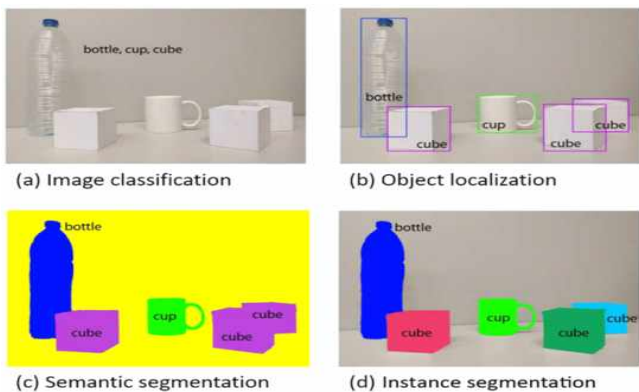 bottle, cup, cube
bottle
cup
cube
cube
cube
(a) Image classification
(b) Object localization
bottle
cup
cube
cube
cube
bottle
cup
cube
cube
cube
(c) Semantic segmentation
(d) Instance segmentation